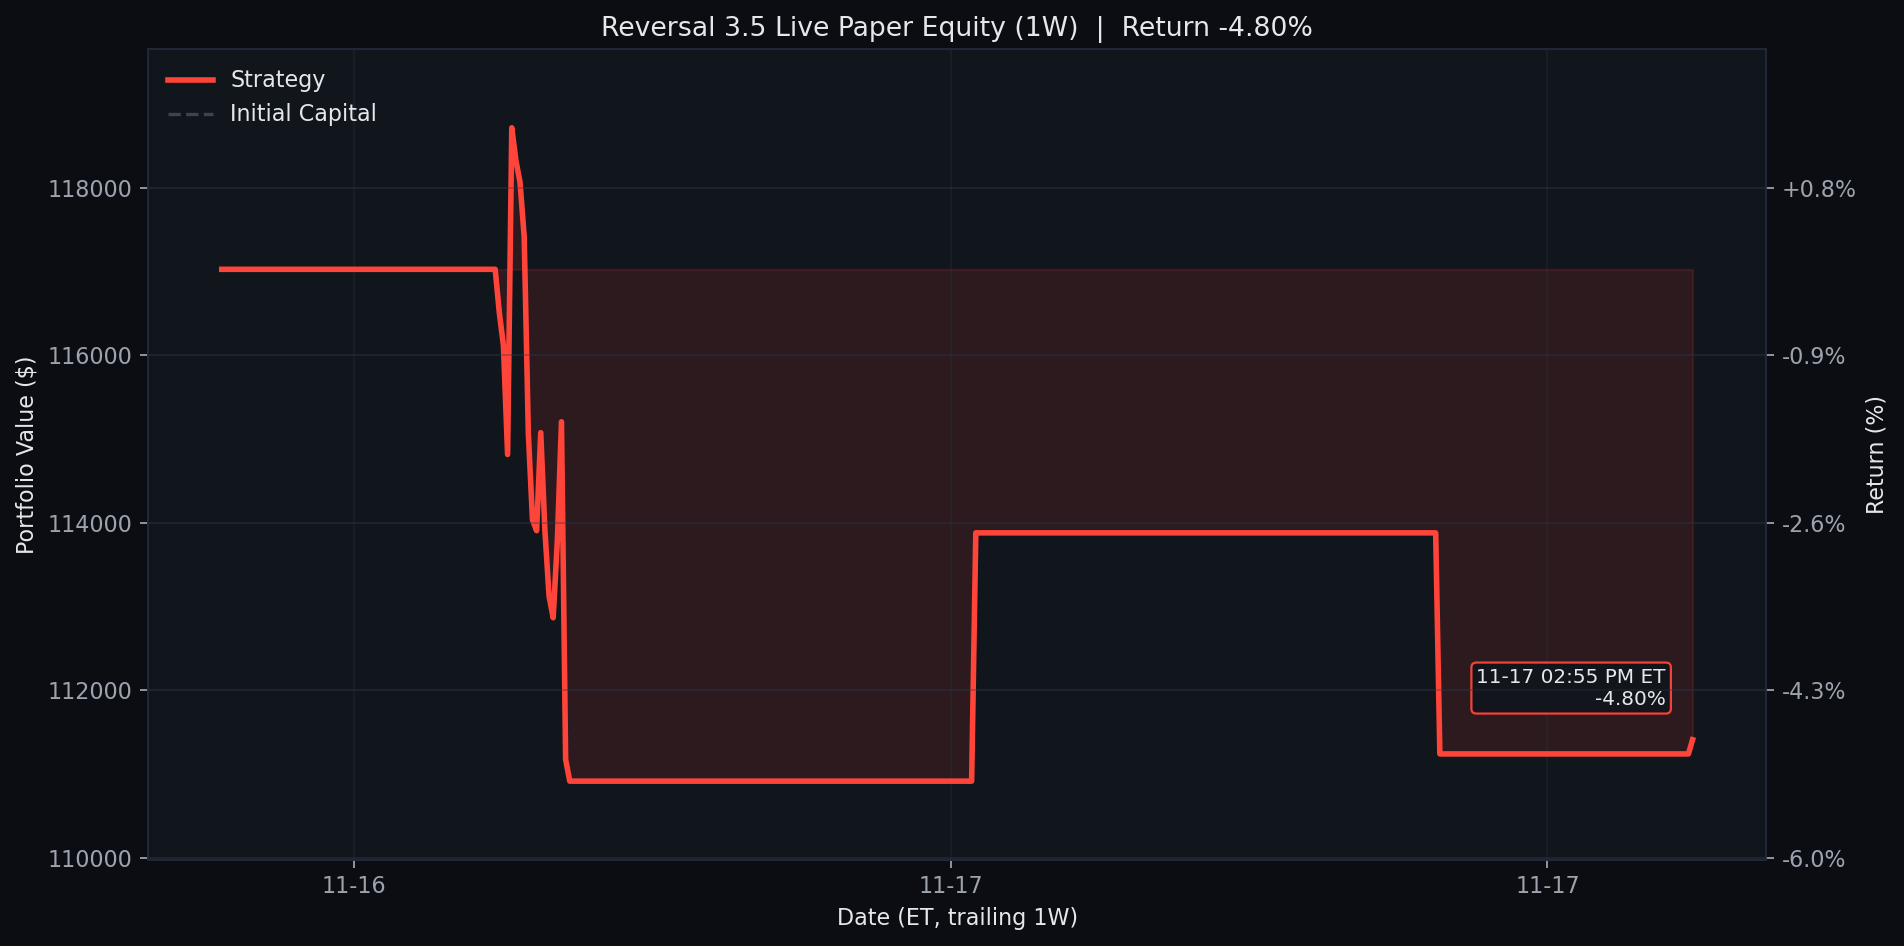 Reversal 3.5 Live Paper Equity (1W)  |  Return -4.80%
Strategy
Initial Capital
118000
116000
114000
112000
110000
Portfolio Value ($)
+0.8%
-0.9%
-2.6%
-4.3%
-6.0%
Return (%)
11-17 02:55 PM ET
-4.80%
11-16
11-17
11-17
Date (ET, trailing 1W)